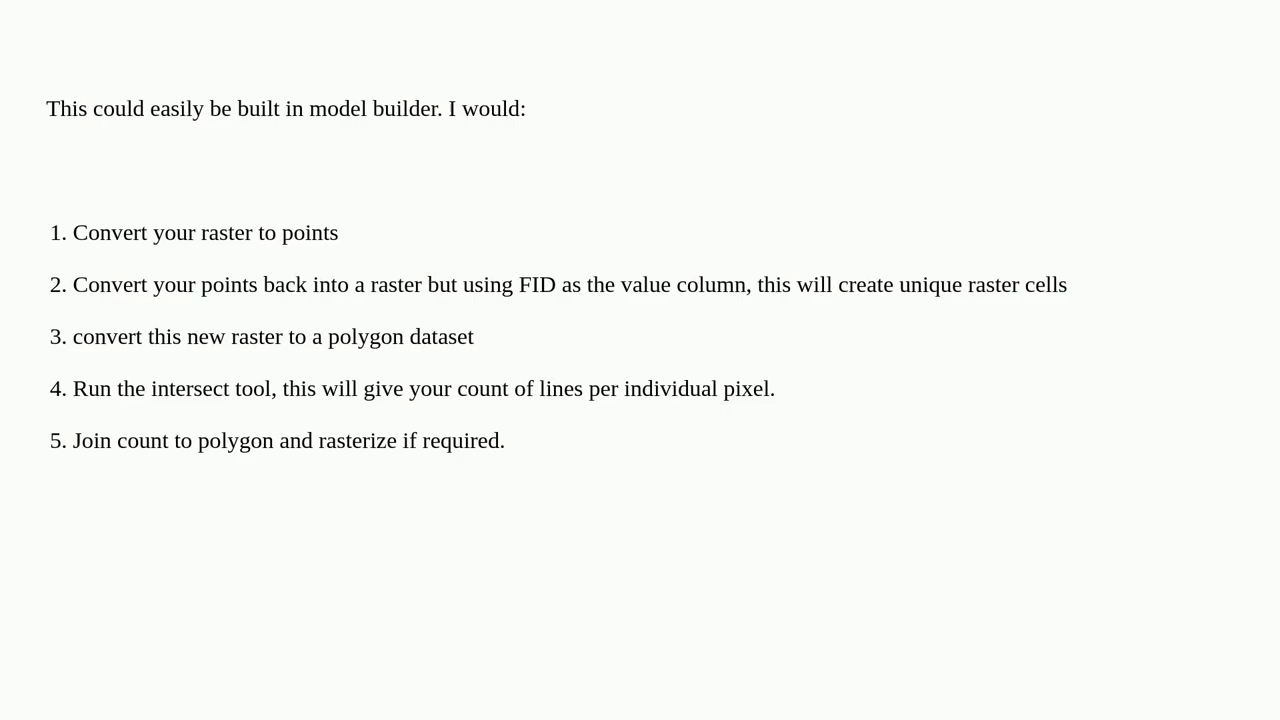 This could easily be built in model builder. I would:
1. Convert your raster to points
2. Convert your points back into a raster but using FID as the value column, this will create unique raster cells
3. convert this new raster to a polygon dataset
4. Run the intersect tool, this will give your count of lines per individual pixel.
5. Join count to polygon and rasterize if required.